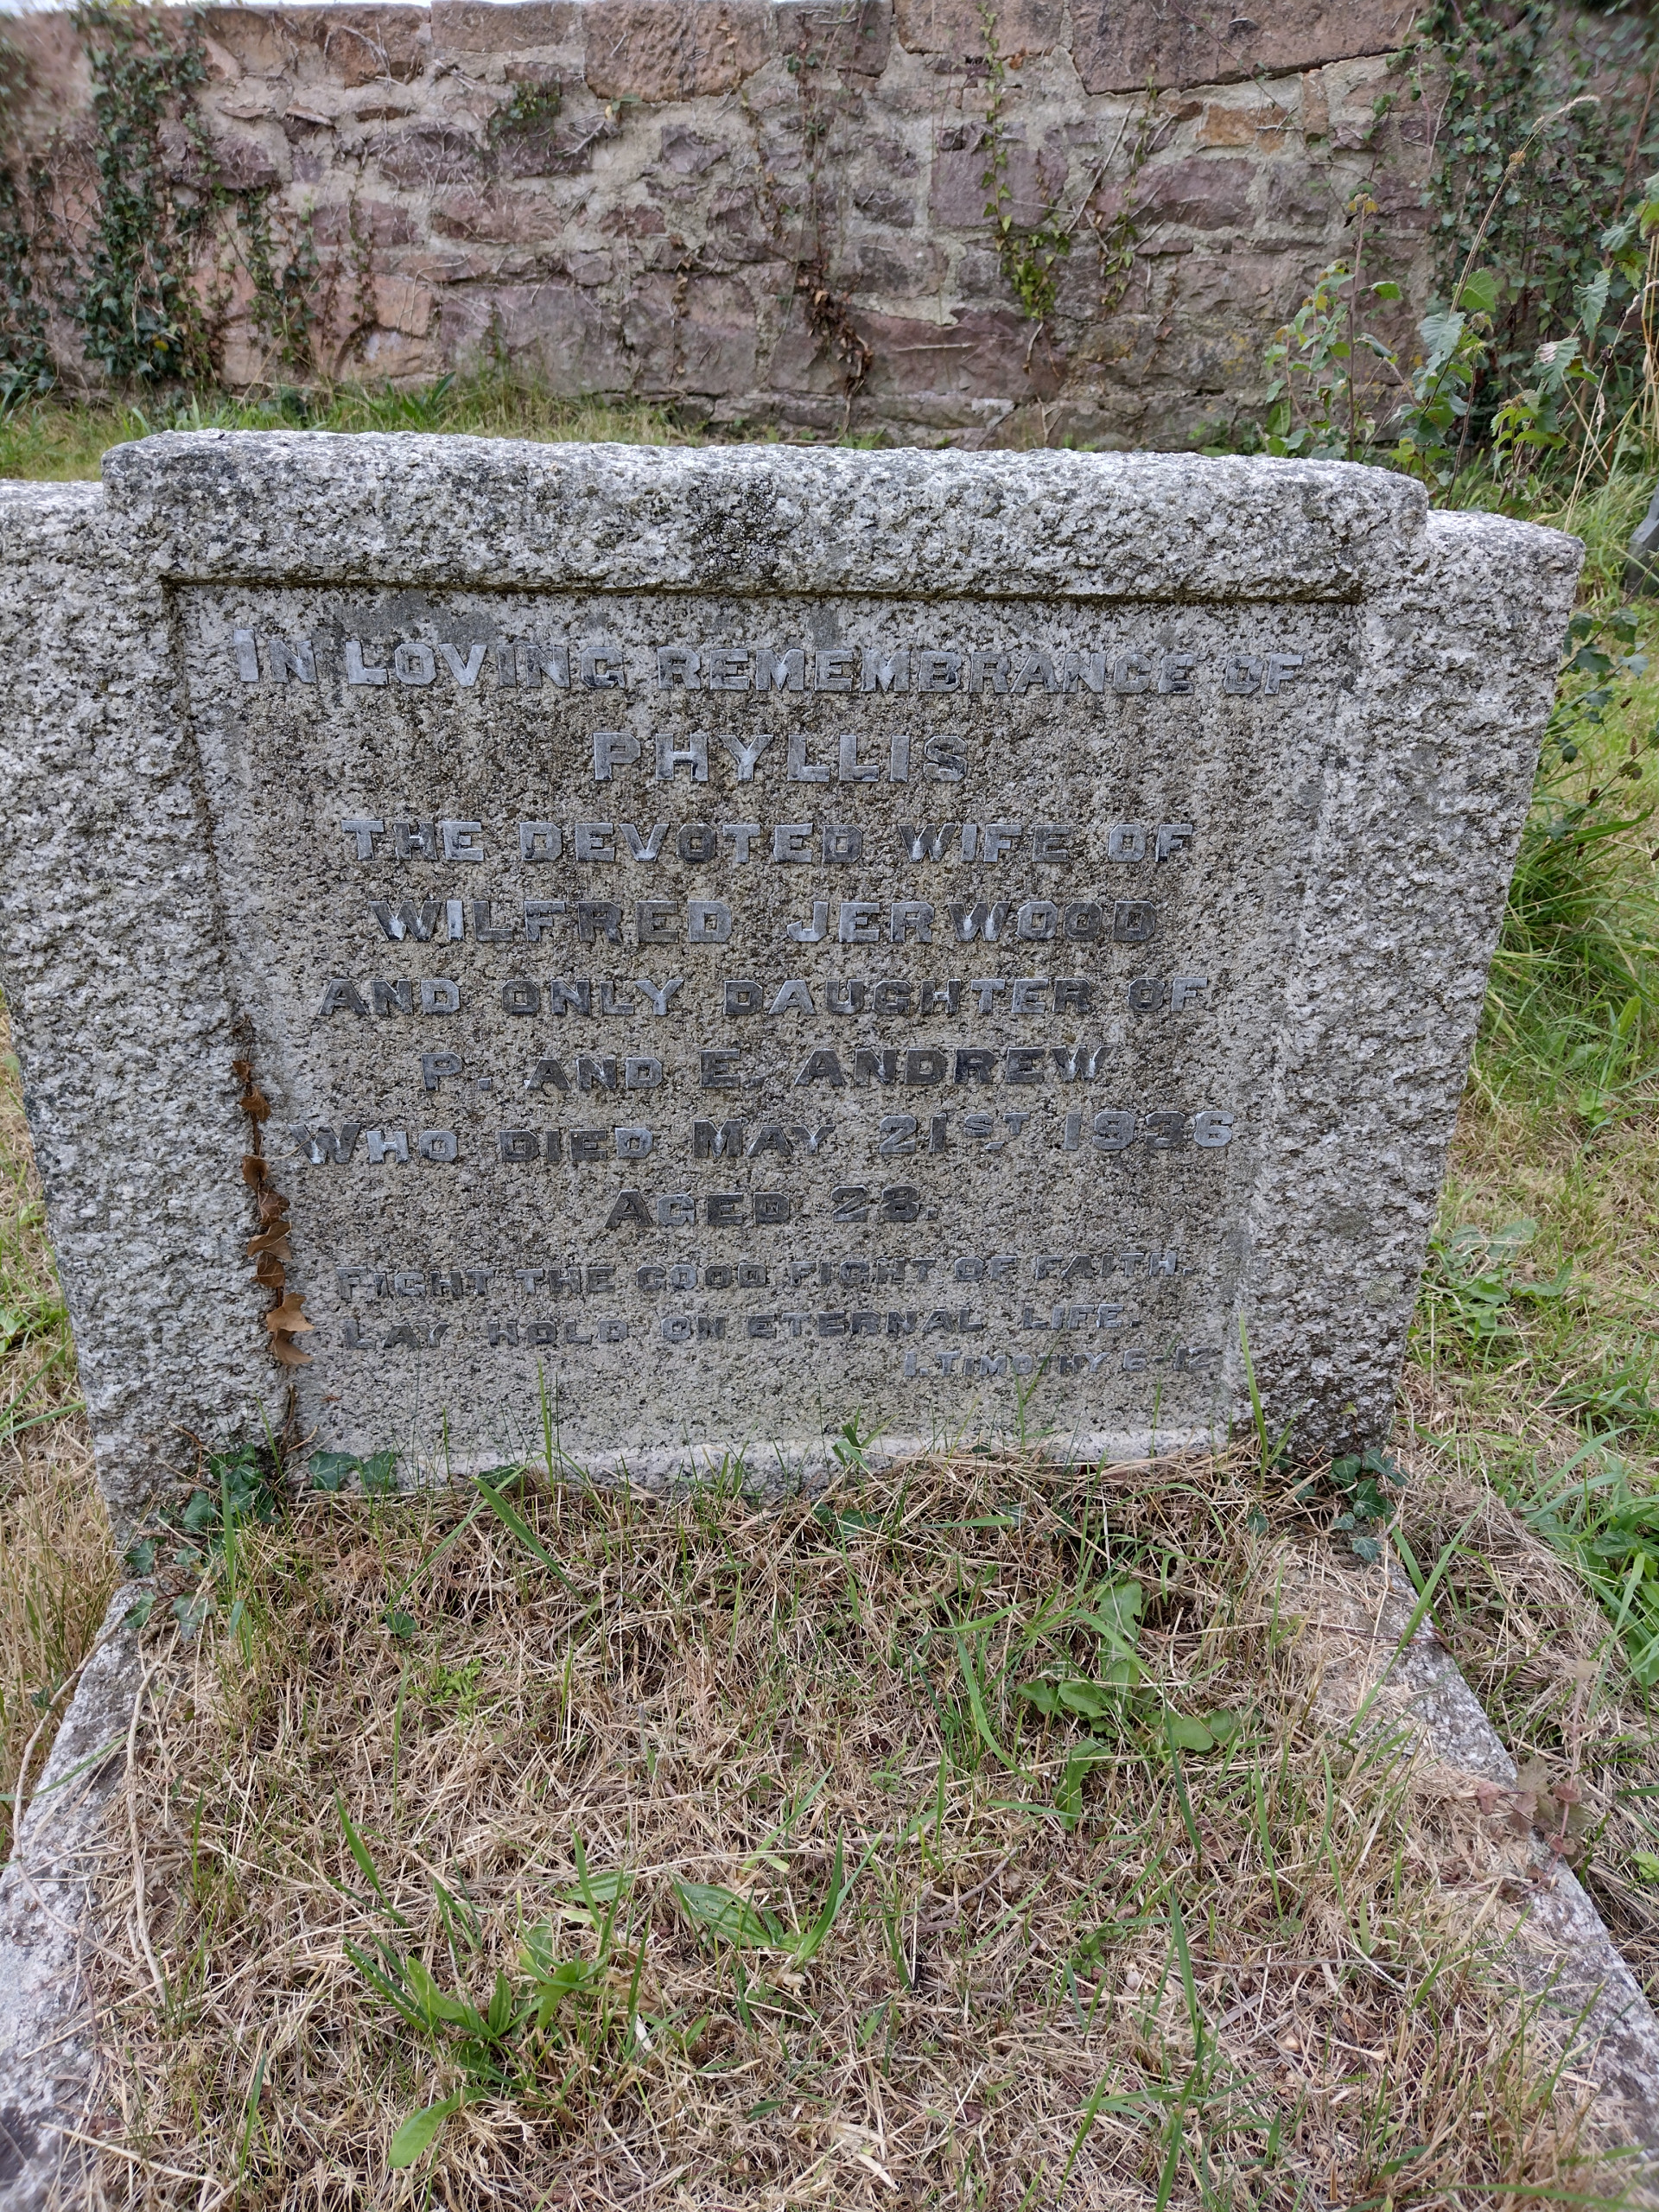 IN LOVING REMEMBRANCE OF
PHYLLIS
THE DEVOTED WIFE OF
WILFRED JERWOOD
AND ONLY DAUGHTER OF
P. AND E. ANDREW
WHO DIED MAY 21ST 1936
AGED 28.
FIGHT THE GOOD FIGHT OF FAITH,
LAY HOLD ON ETERNAL LIFE.
I. TIMOTHY 6-12